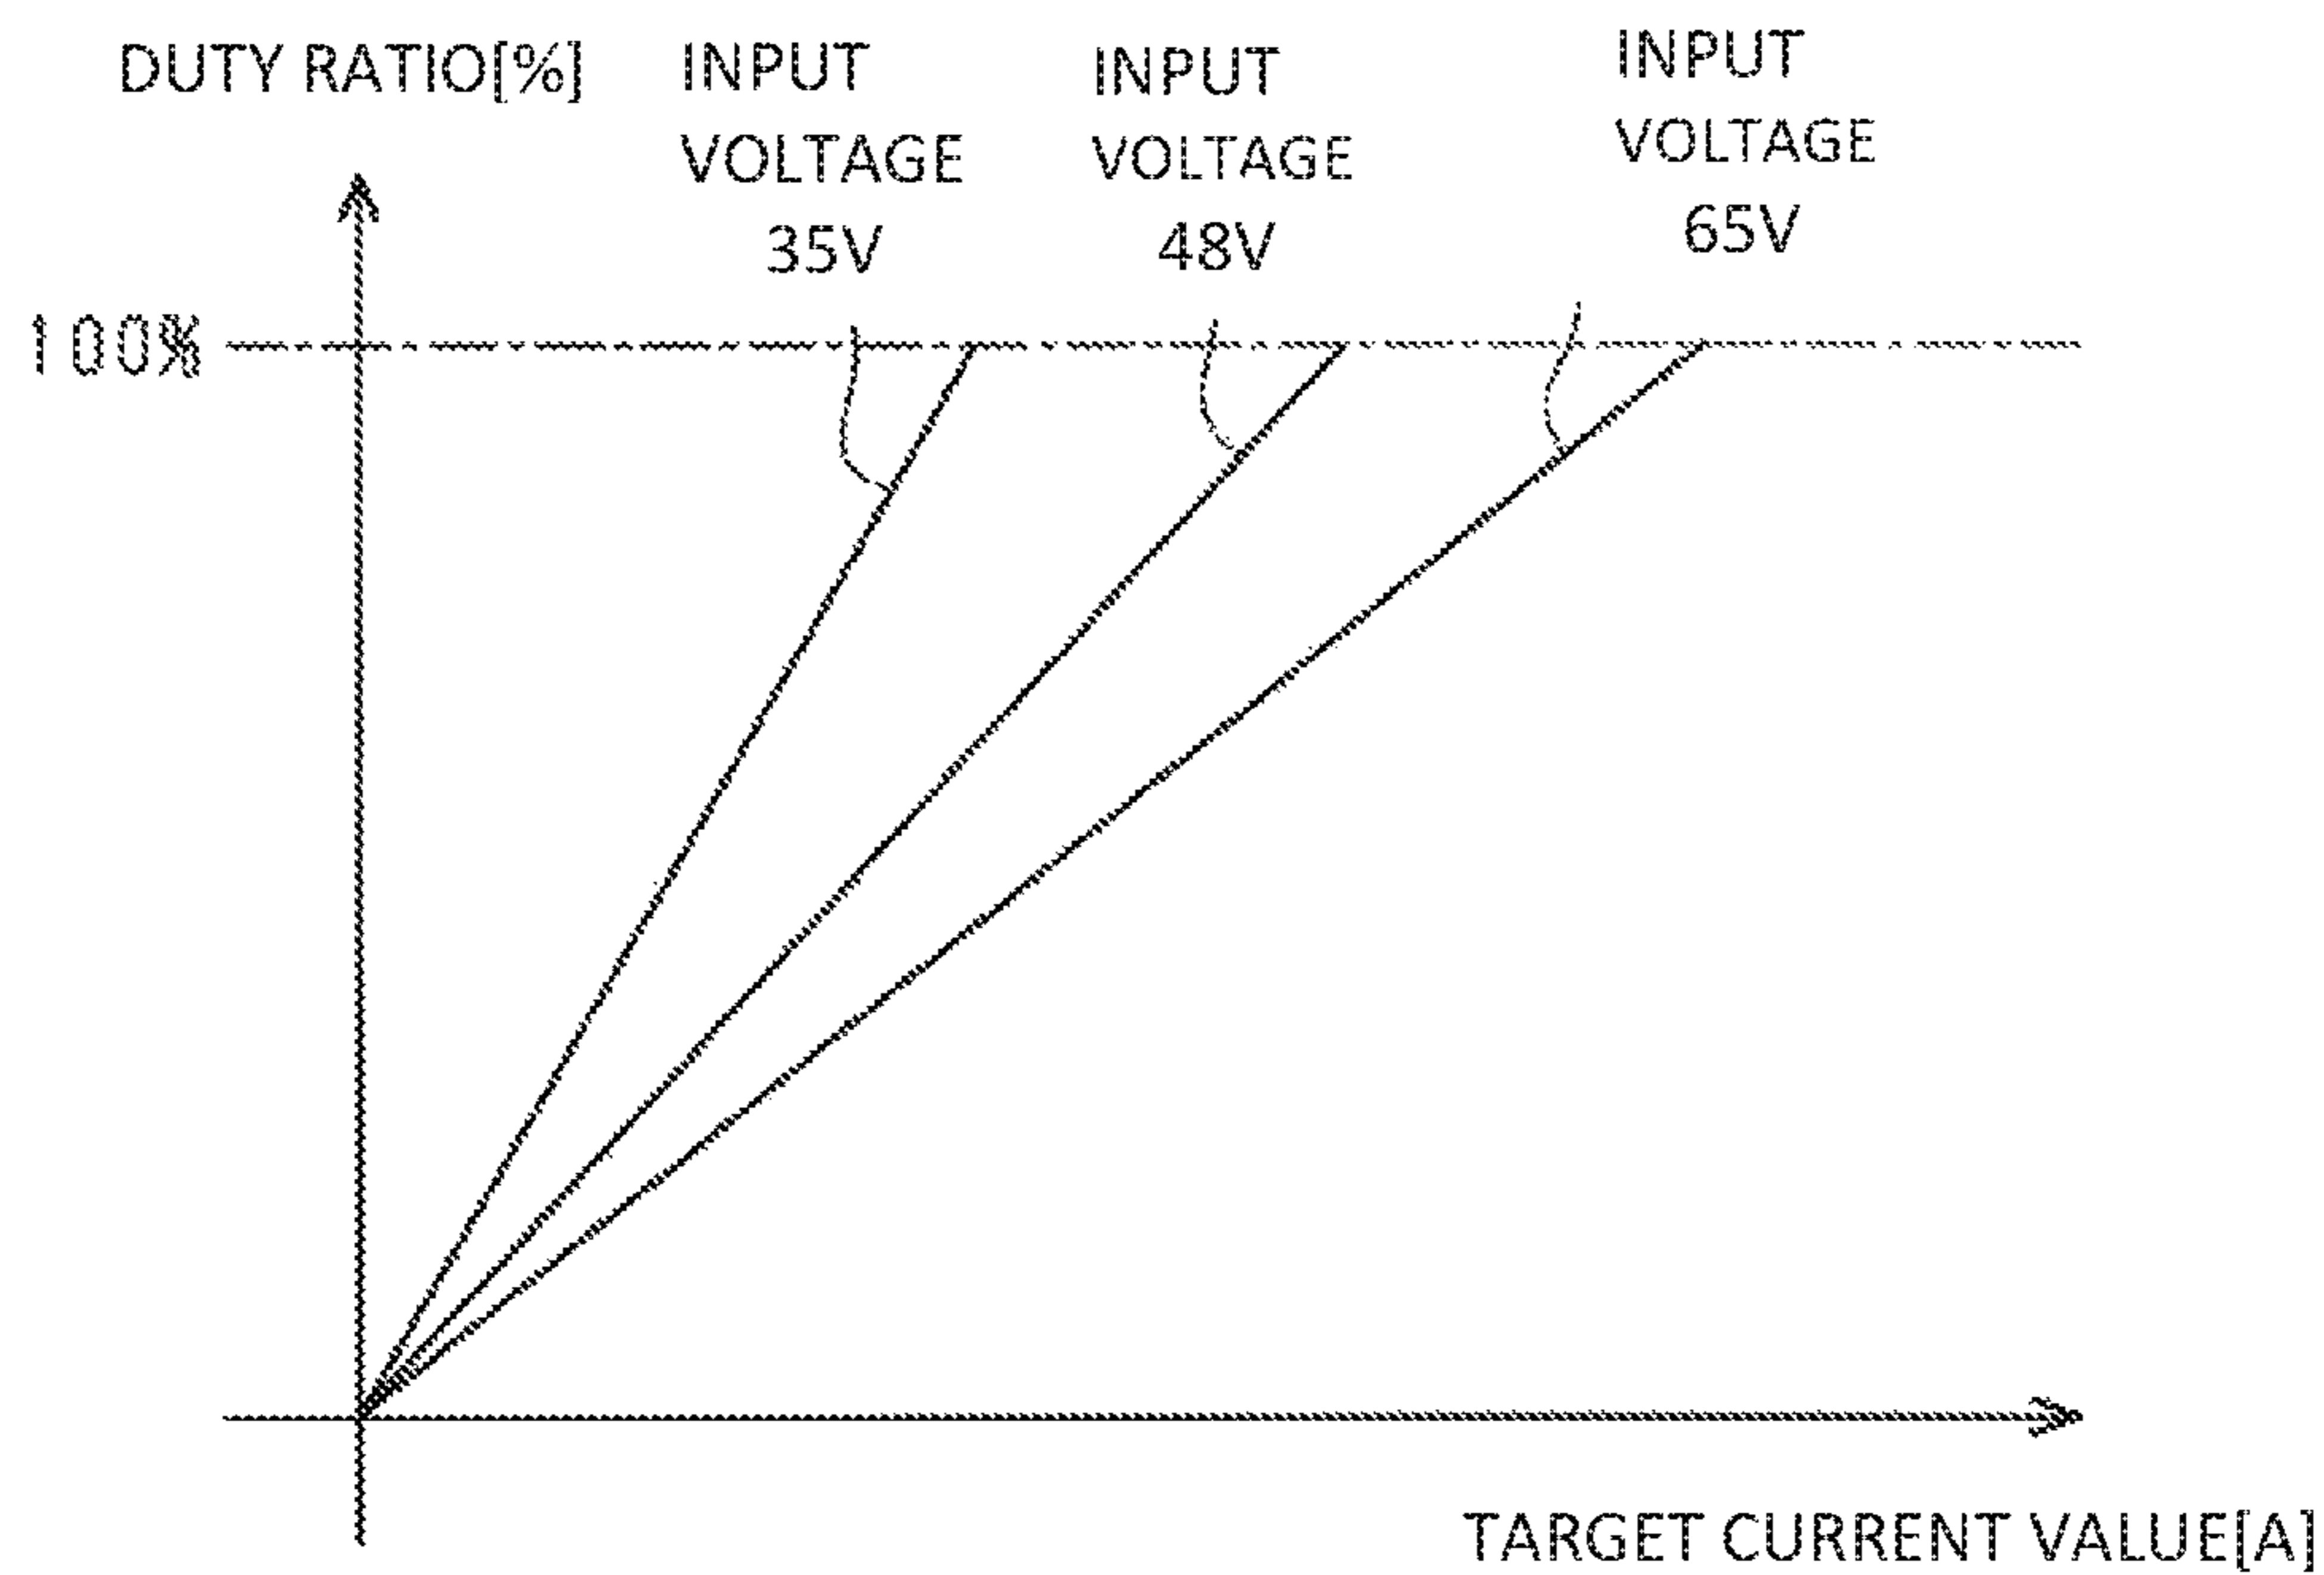 DUTY RATIO[%]
INPUT
VOLTAGE
35V
INPUT
VOLTAGE
48V
INPUT
VOLTAGE
65V
100%
TARGET CURRENT VALUE[A]